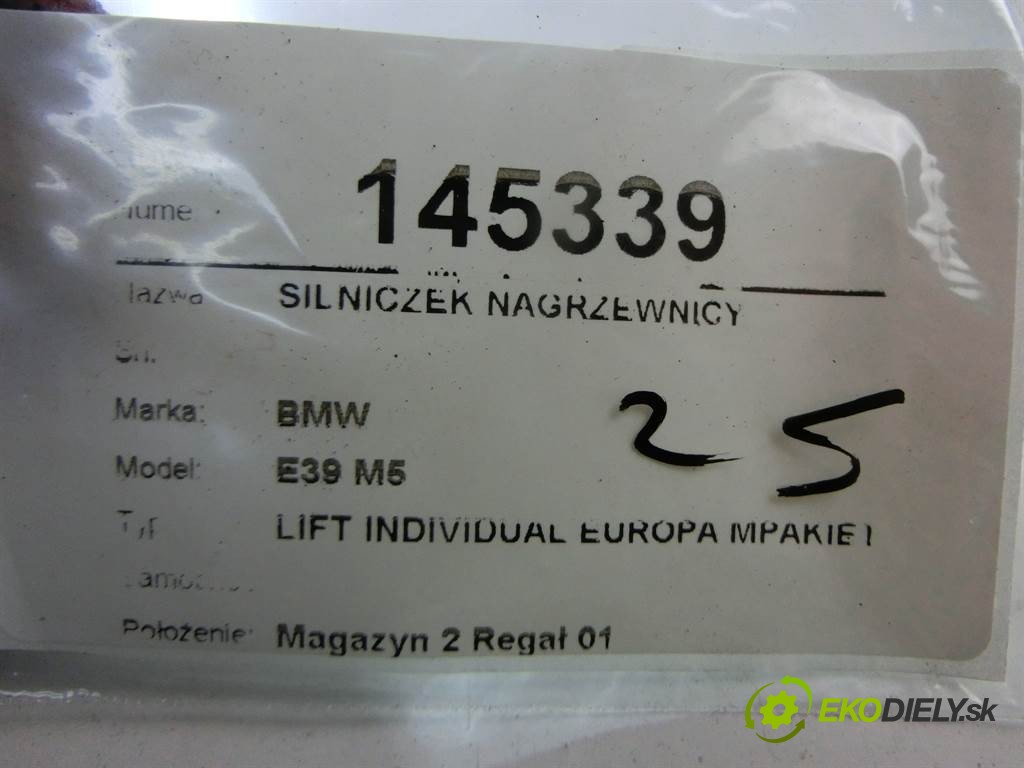 145339
SILNICZEK NAGRZEWNICY
Marka: BMW
25
Model: E39 M5
LIFT INDIVIDUAL EUROPA MPAKIET
Położenie: Magazyn 2 Regał 01
EKODIELY.sk